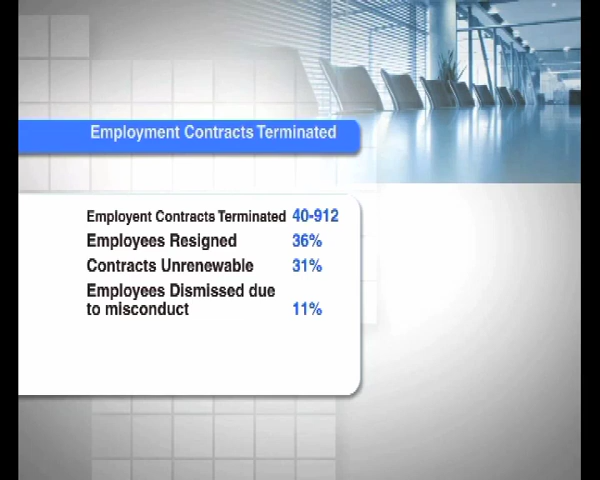 Employment Contracts Terminated
Employent Contracts Terminated 40-912
Employees Resigned 36%
Contracts Unrenewable 31%
Employees Dismissed due
to misconduct 11%